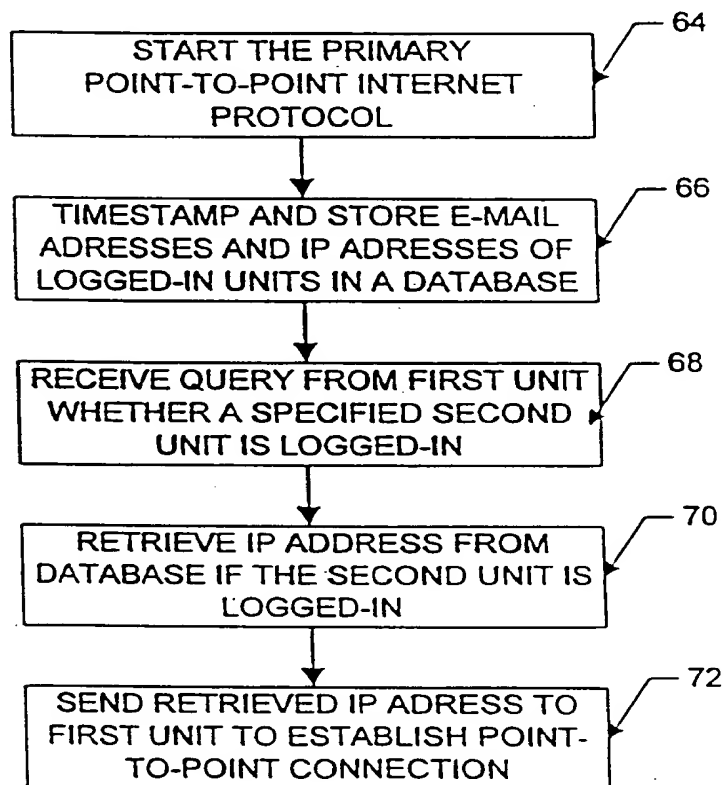 START THE PRIMARY
POINT-TO-POINT INTERNET
PROTOCOL
64
TIMESTAMP AND STORE E-MAIL
ADRESSES AND IP ADRESSES OF
LOGGED-IN UNITS IN A DATABASE
66
RECEIVE QUERY FROM FIRST UNIT
WHETHER A SPECIFIED SECOND
UNIT IS LOGGED-IN
68
RETRIEVE IP ADDRESS FROM
DATABASE IF THE SECOND UNIT IS
LOGGED-IN
70
SEND RETRIEVED IP ADRESS TO
FIRST UNIT TO ESTABLISH POINT-
TO-POINT CONNECTION
72